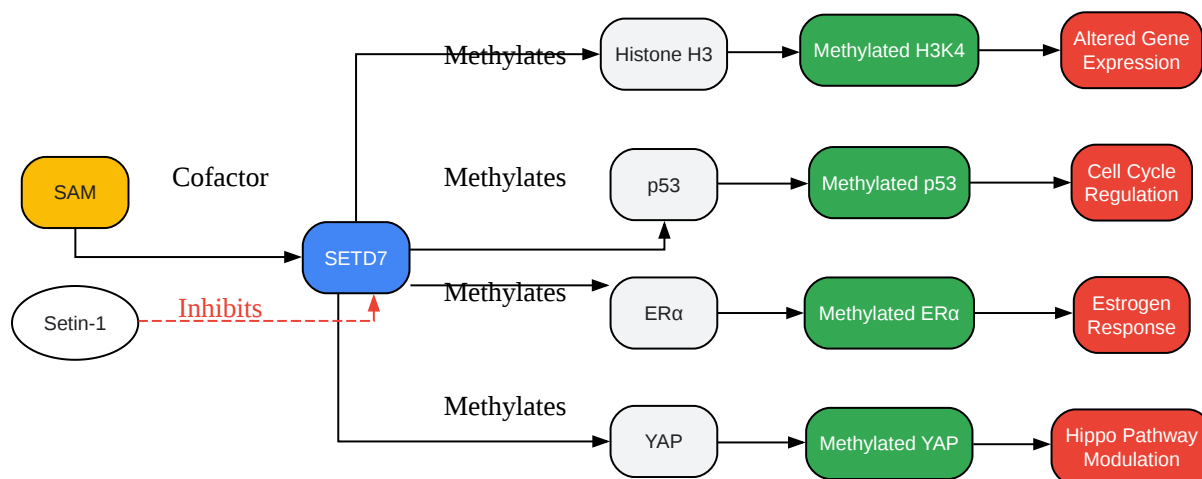 Methylates
Histone H3
Methylated H3K4
Altered Gene
Expression
SAM
Cofactor
Methylates
p53
Methylated p53
Cell Cycle
Regulation
SETD7
Setin-1
Inhibits
Methylates
ERα
Methylated ERα
Estrogen
Response
Methylates
YAP
Methylated YAP
Hippo Pathway
Modulation